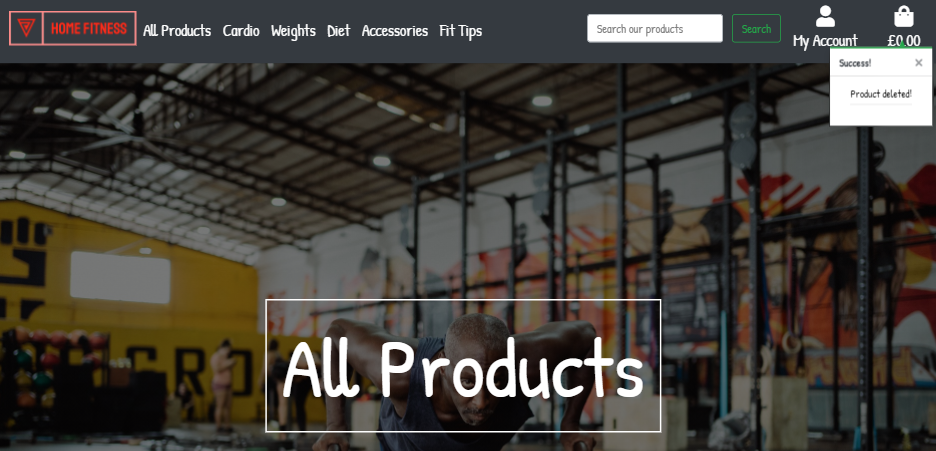 HOME FITNESS
All Products Cardio Weights Diet Accessories Fit Tips
Search our products
Search
My Account
£0.00
Success! ×
Product deleted!
All Products